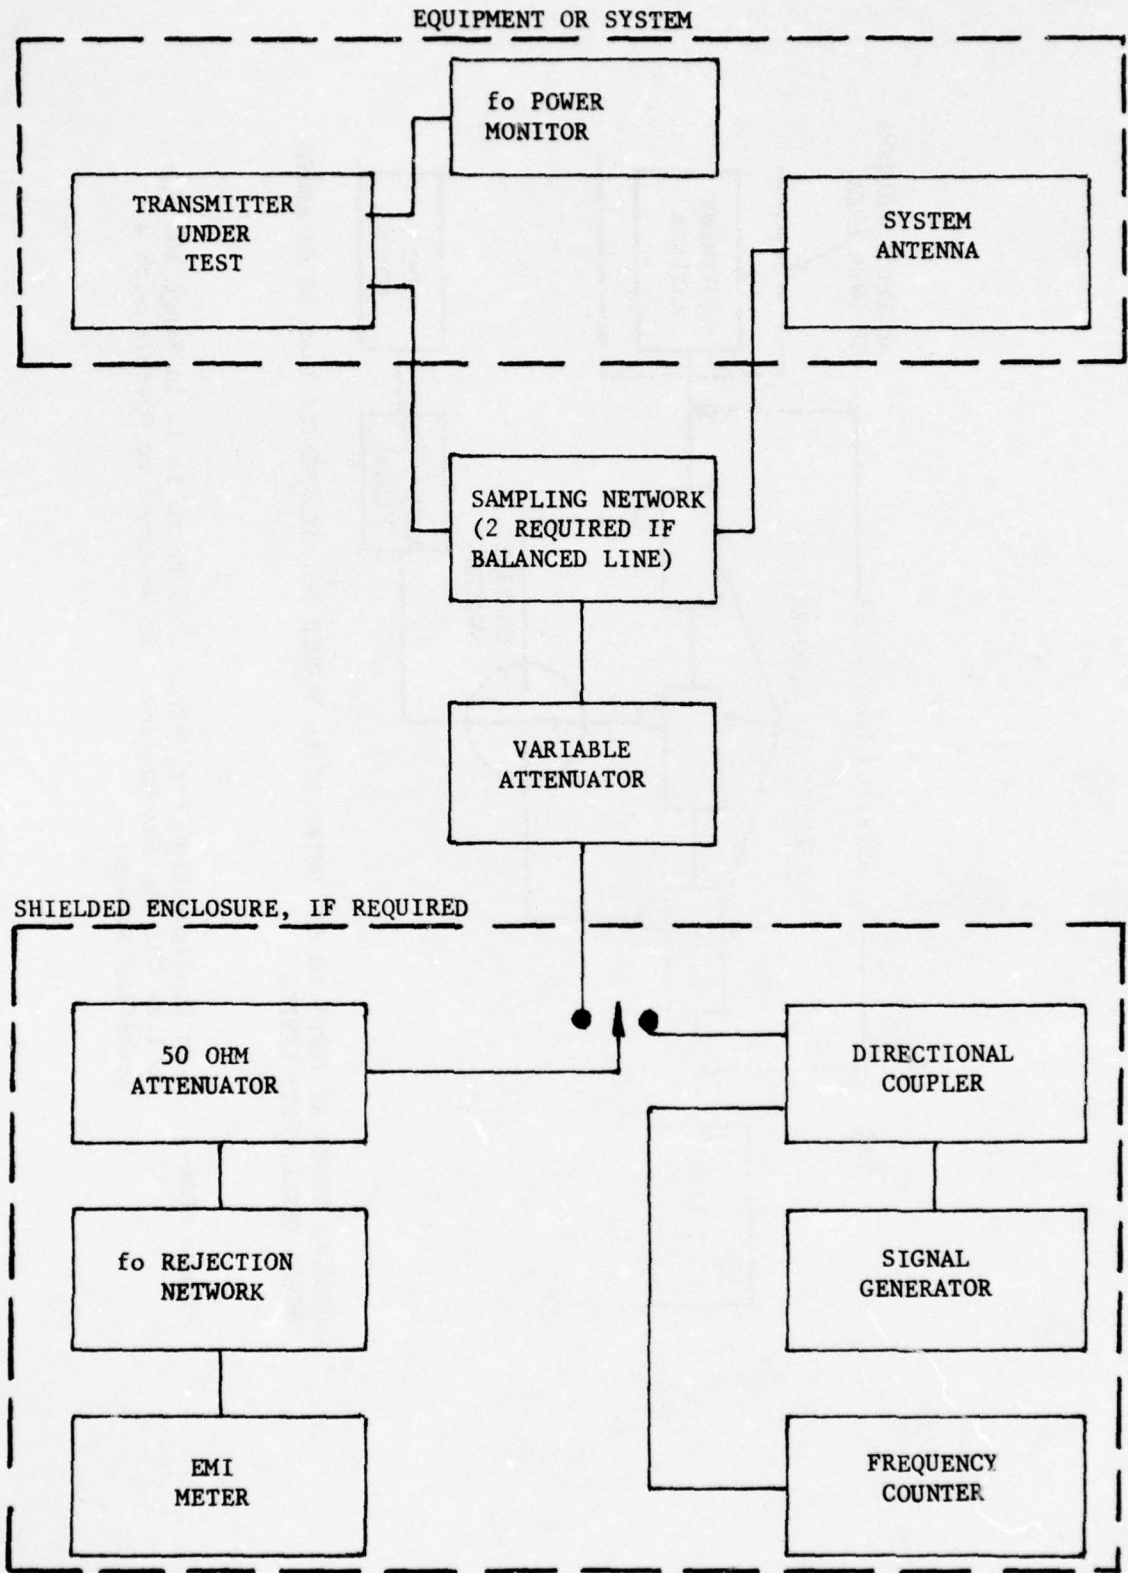 EQUIPMENT OR SYSTEM
fo POWER
MONITOR
TRANSMITTER
UNDER
TEST
SYSTEM
ANTENNA
SAMPLING NETWORK
(2 REQUIRED IF
BALANCED LINE)
VARIABLE
ATTENUATOR
SHIELDED ENCLOSURE, IF REQUIRED
50 OHM
ATTENUATOR
DIRECTIONAL
COUPLER
fo REJECTION
NETWORK
SIGNAL
GENERATOR
EMI
METER
FREQUENCY
COUNTER